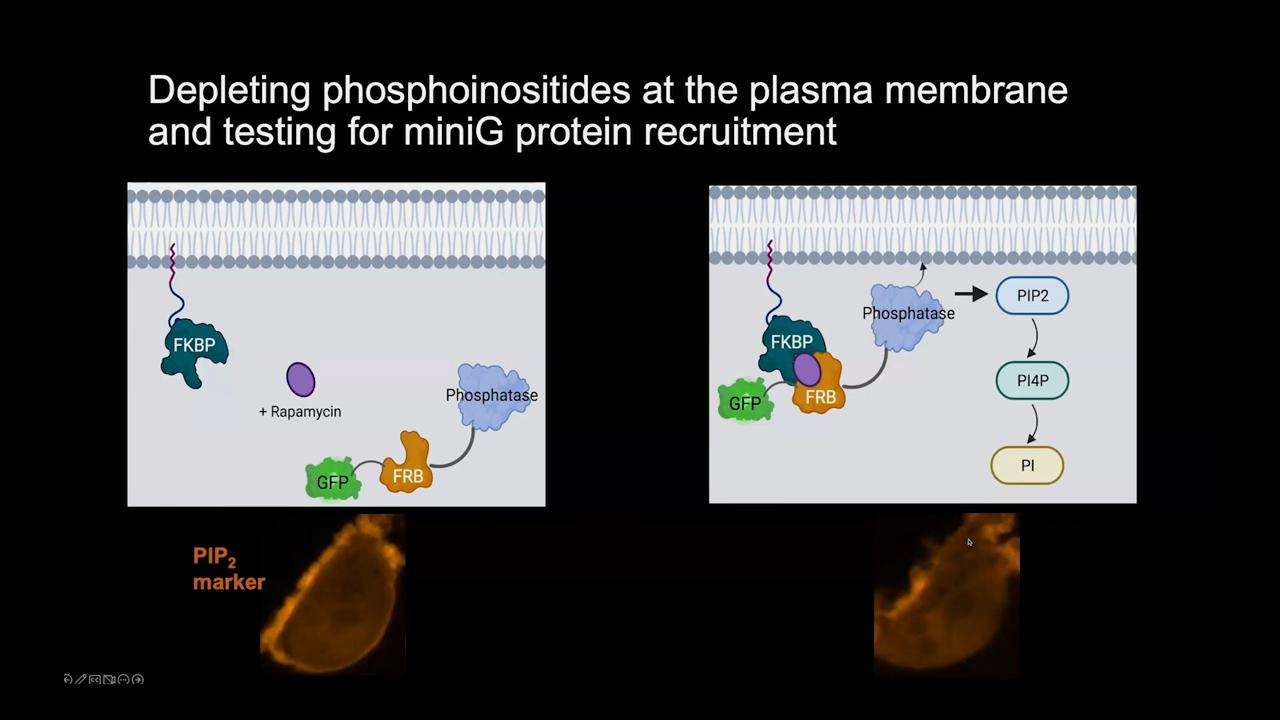 Depleting phosphoinositides at the plasma membrane
and testing for miniG protein recruitment
FKBP
+ Rapamycin
Phosphatase
GFP
FRB
FKBP
Phosphatase
GFP
FRB
PIP2
PI4P
PI
PIP₂
marker